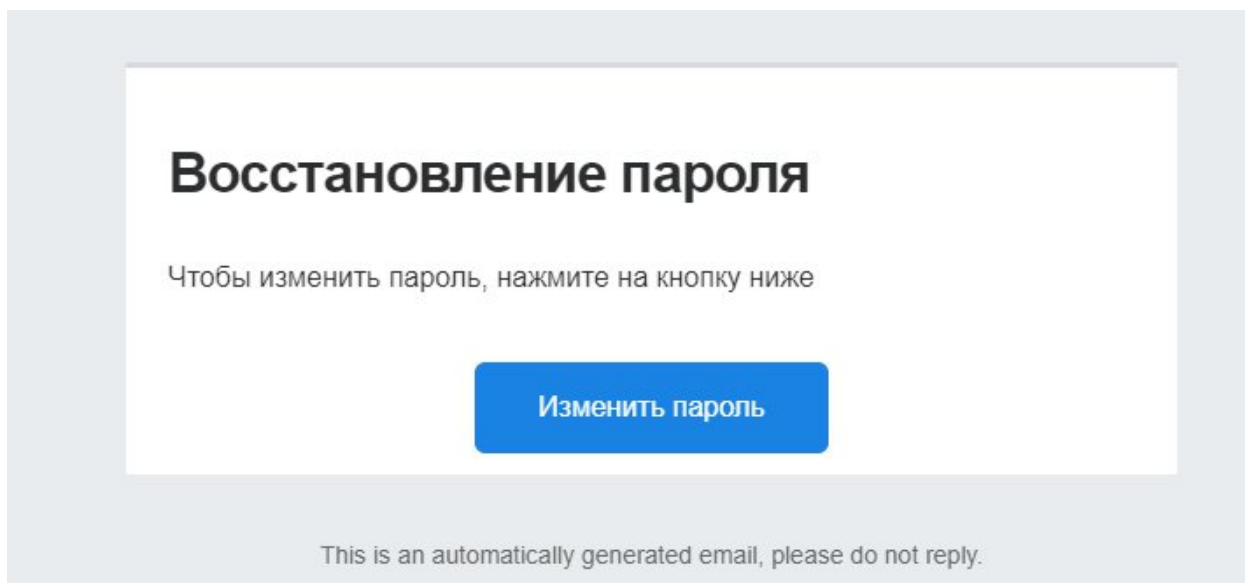 Восстановление пароля
Чтобы изменить пароль, нажмите на кнопку ниже
Изменить пароль
This is an automatically generated email, please do not reply.